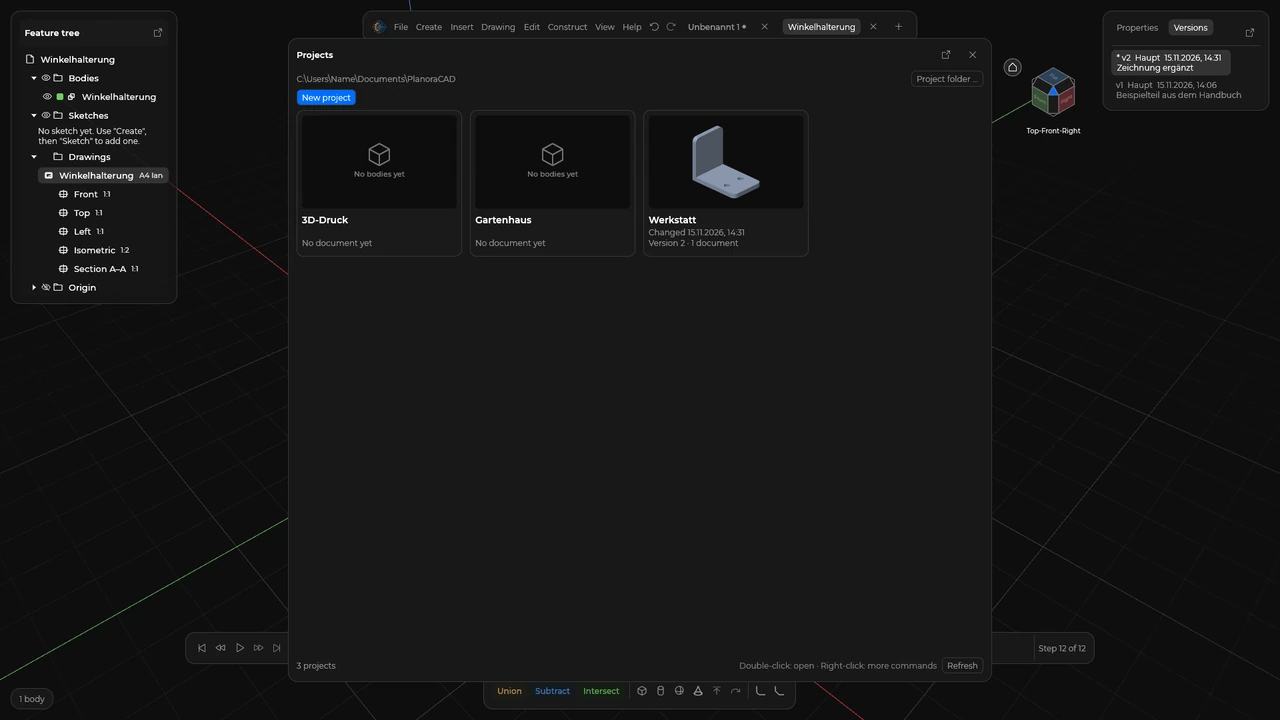 Feature tree
Winkelhalterung
Bodies
Winkelhalterung
Sketches
No sketch yet. Use "Create",
then "Sketch" to add one.
Drawings
Winkelhalterung A4 lan
Front 1:1
Top 1:1
Left 1:1
Isometric 1:2
Section A–A 1:1
Origin
File Create Insert Drawing Edit Construct View Help Unbenannt 1 Winkelhalterung
Projects
C:\Users\Name\Documents\PlanoraCAD
Project folder ...
New project
No bodies yet
3D-Druck
No document yet
No bodies yet
Gartenhaus
No document yet
Werkstatt
Changed 15.11.2026, 14:31
Version 2 · 1 document
3 projects
Double-click: open · Right-click: more commands
Refresh
Properties Versions
* v2 Haupt 15.11.2026, 14:31
Zeichnung ergänzt
v1 Haupt 15.11.2026, 14:06
Beispielteil aus dem Handbuch
Top-Front-Right
Step 12 of 12
1 body
Union Subtract Intersect